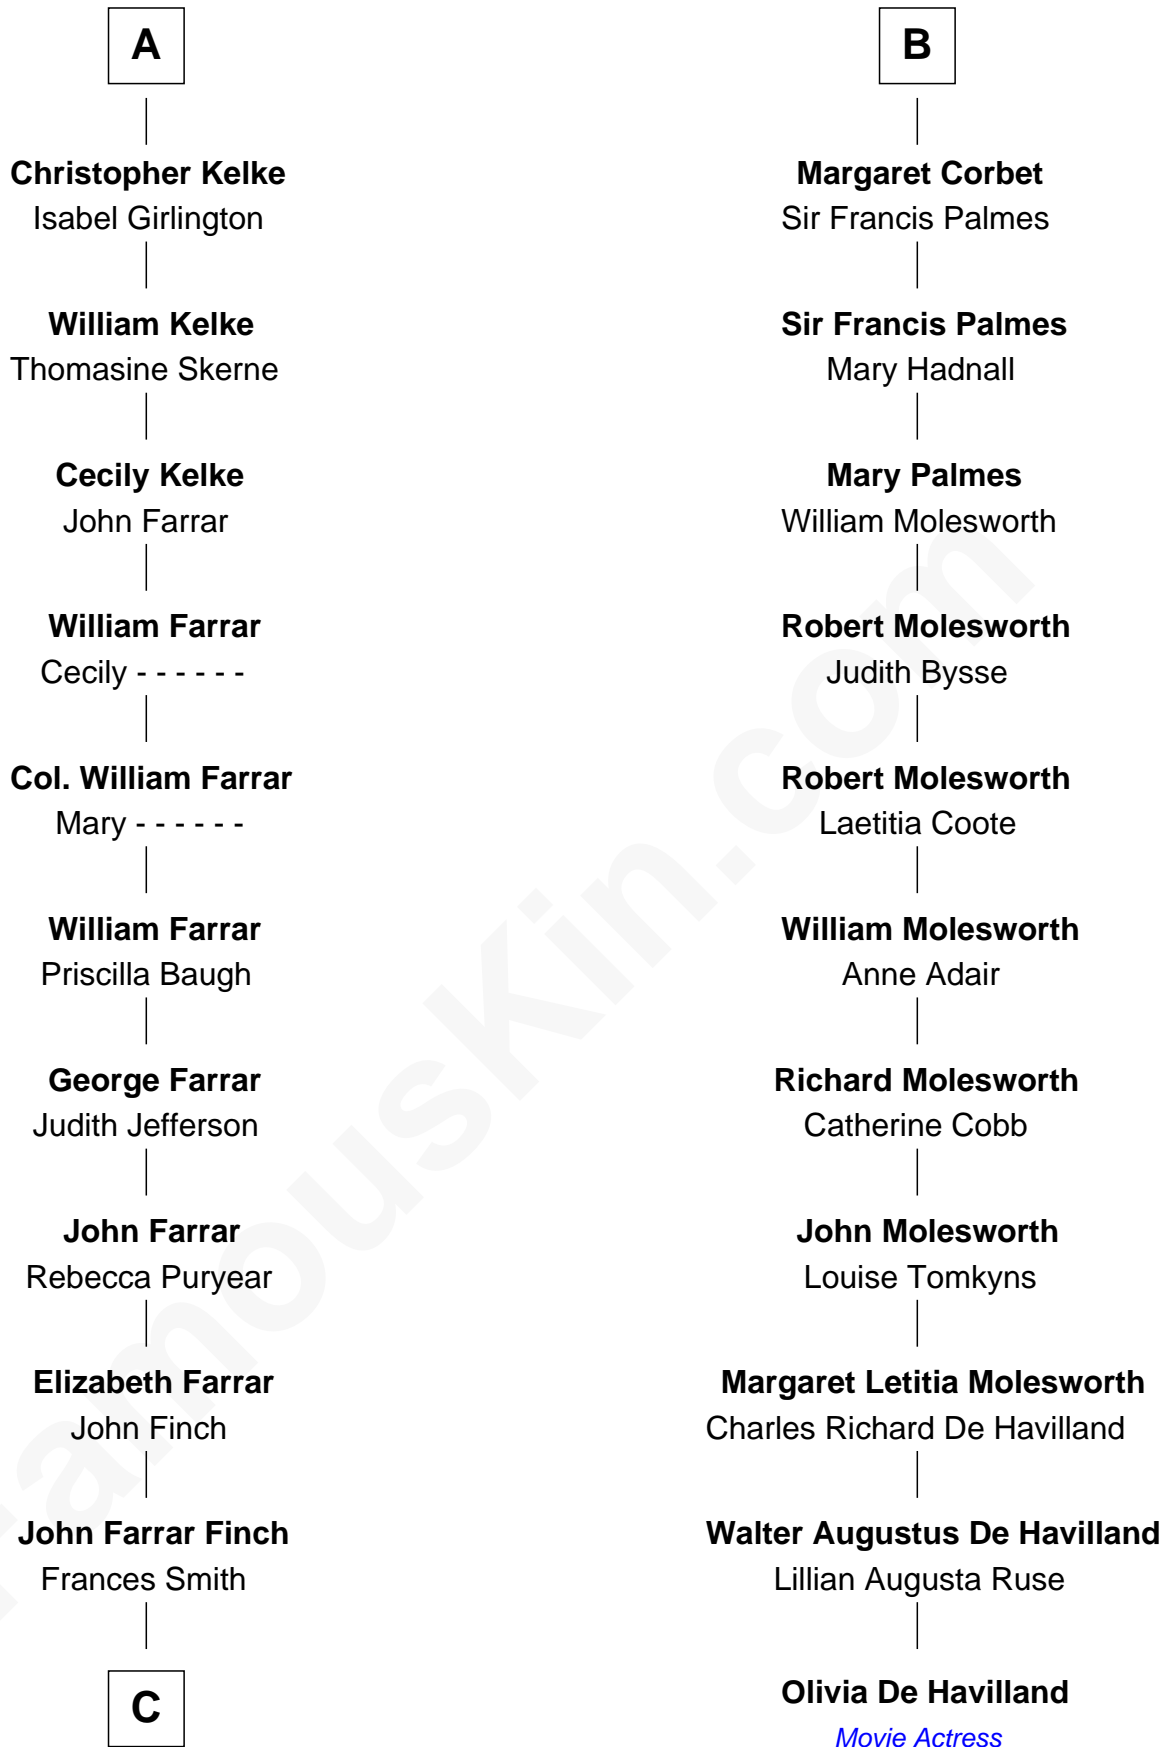 A
Christopher Kelke
Isabel Girlington
William Kelke
Thomasine Skerne
Cecily Kelke
John Farrar
William Farrar
Cecily - - - - - -
Col. William Farrar
Mary - - - - - -
William Farrar
Priscilla Baugh
George Farrar
Judith Jefferson
John Farrar
Rebecca Puryear
Elizabeth Farrar
John Finch
John Farrar Finch
Frances Smith
C
B
Margaret Corbet
Sir Francis Palmes
Sir Francis Palmes
Mary Hadnall
Mary Palmes
William Molesworth
Robert Molesworth
Judith Bysse
Robert Molesworth
Laetitia Coote
William Molesworth
Anne Adair
Richard Molesworth
Catherine Cobb
John Molesworth
Louise Tomkyns
Margaret Letitia Molesworth
Charles Richard De Havilland
Walter Augustus De Havilland
Lillian Augusta Ruse
Olivia De Havilland
Movie Actress
FamousKin.com